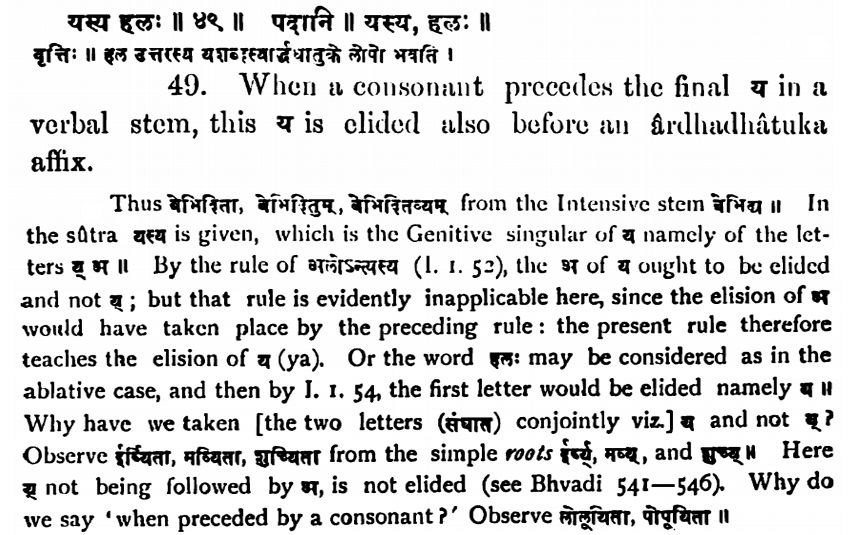 यस्य हलः ॥ ४९ ॥ पदानि ॥ यस्य, हलः ॥
वृत्तिः ॥ हल उत्तरस्य यशब्दस्यार्द्धधातुके लोपो भवति ।
49. When a consonant precedes the final य in a
verbal stem, this य is elided also before an ârdhadhâtuka
affix.
Thus बेभिदिता, बेभिदितुम्, बेभिदितव्यम् from the Intensive stem बेभिद्य ॥ In
the sûtra यस्य is given, which is the Genitive singular of य namely of the let-
ters य् अ ॥ By the rule of अलोऽन्त्यस्य (I. 1. 52), the अ of य ought to be elided
and not य् ; but that rule is evidently inapplicable here, since the elision of अ
would have taken place by the preceding rule : the present rule therefore
teaches the elision of य (ya). Or the word हलः may be considered as in the
ablative case, and then by I. 1. 54, the first letter would be elided namely य ॥
Why have we taken [the two letters (संघात) conjointly viz.] य and not य् ?
Observe ईर्ष्यिता, मव्यिता, शुच्यिता from the simple roots ईर्ष्य्, मव्य्, and शुच्य् ॥ Here
य् not being followed by अ, is not elided (see Bhvadi 541—546). Why do
we say ‘when preceded by a consonant?’ Observe लोलूयिता, पोपूयिता ॥